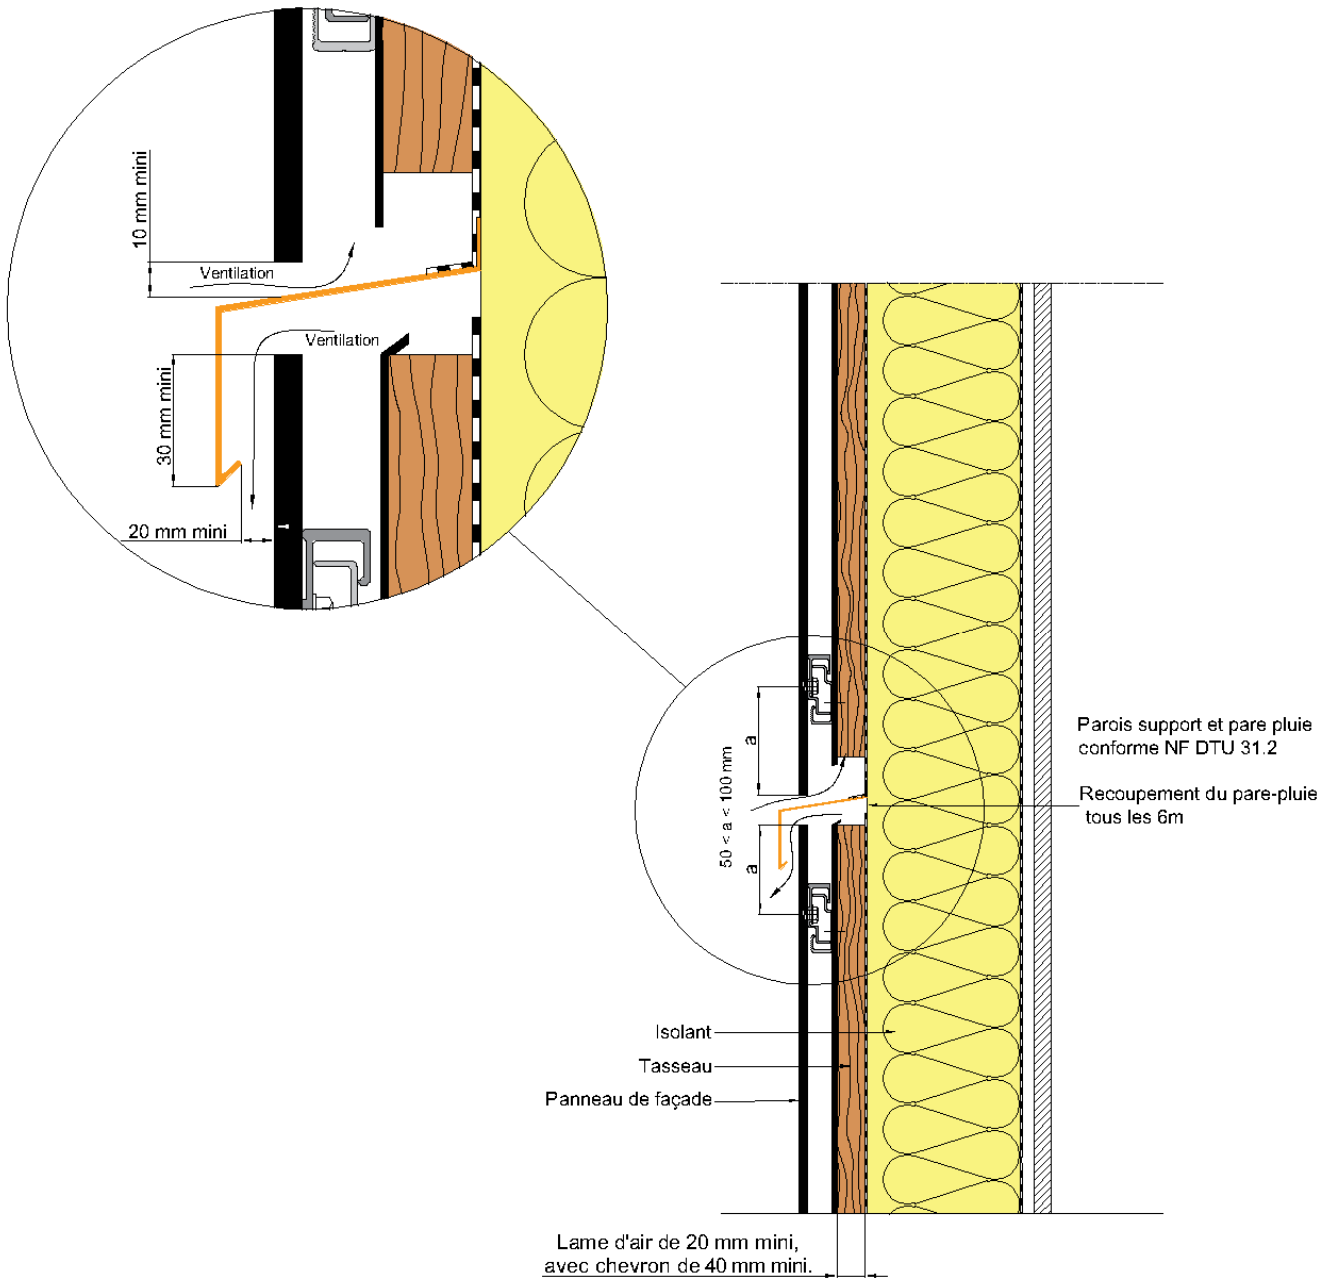 10 mm mini
Ventilation
Ventilation
30 mm mini
20 mm mini
a
50 < a < 100 mm
a
Parois support et pare pluie
conforme NF DTU 31.2
Recoupement du pare-pluie
tous les 6m
Isolant
Tasseau
Panneau de façade
Lame d'air de 20 mm mini,
avec chevron de 40 mm mini.